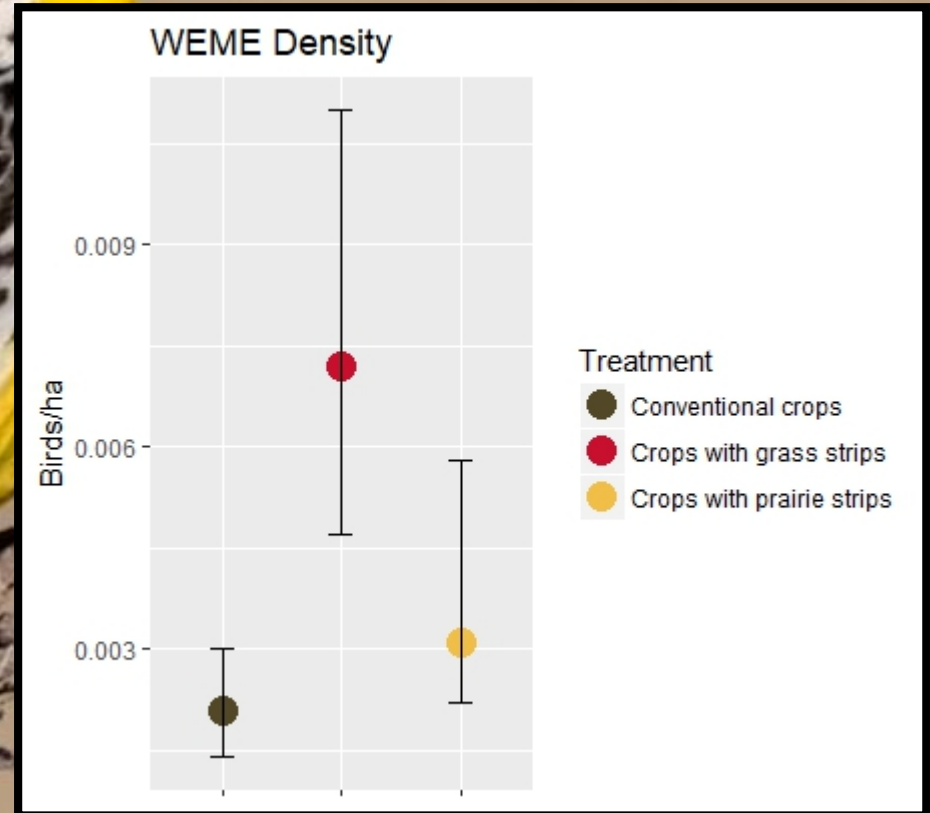 WEME Density
0.009
0.006
0.003
Birds/ha
Treatment
Conventional crops
Crops with grass strips
Crops with prairie strips